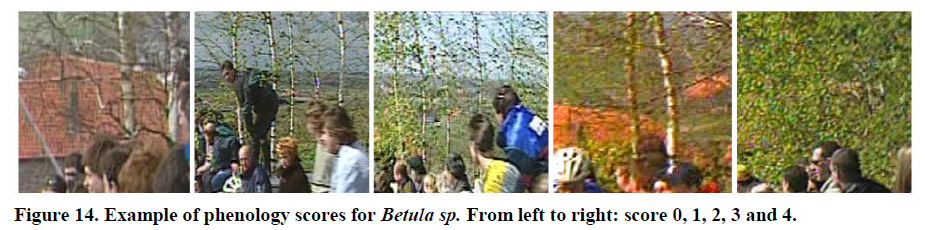 Figure 14. Example of phenology scores for Betula sp. From left to right: score 0, 1, 2, 3 and 4.